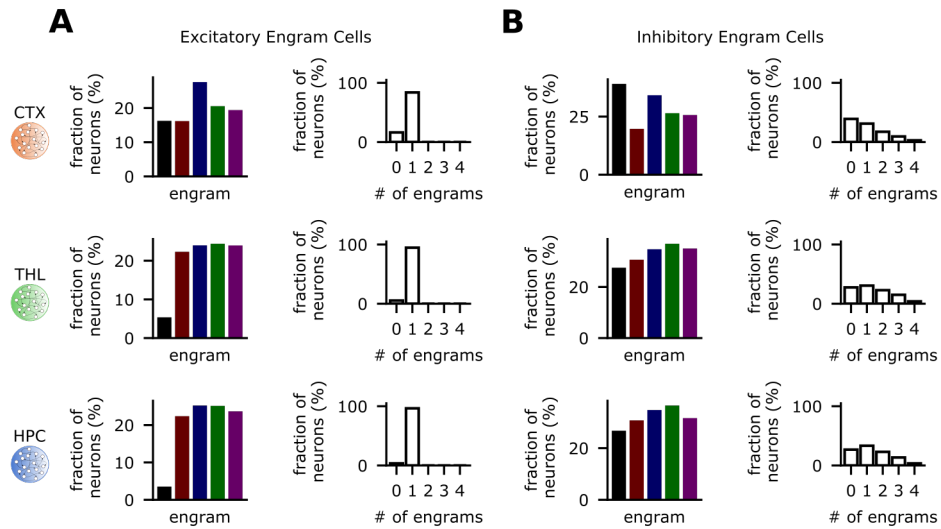 A
Excitatory Engram Cells
B
Inhibitory Engram Cells
CTX
fraction of
neurons (%)
20
10
0
engram
fraction of
neurons (%)
100
0
0 1 2 3 4
# of engrams
fraction of
neurons (%)
25
0
engram
fraction of
neurons (%)
100
0
0 1 2 3 4
# of engrams
THL
fraction of
neurons (%)
20
0
engram
fraction of
neurons (%)
100
0
0 1 2 3 4
# of engrams
fraction of
neurons (%)
20
0
engram
fraction of
neurons (%)
100
0
0 1 2 3 4
# of engrams
HPC
fraction of
neurons (%)
20
10
0
engram
fraction of
neurons (%)
100
0
0 1 2 3 4
# of engrams
fraction of
neurons (%)
20
0
engram
fraction of
neurons (%)
100
0
0 1 2 3 4
# of engrams